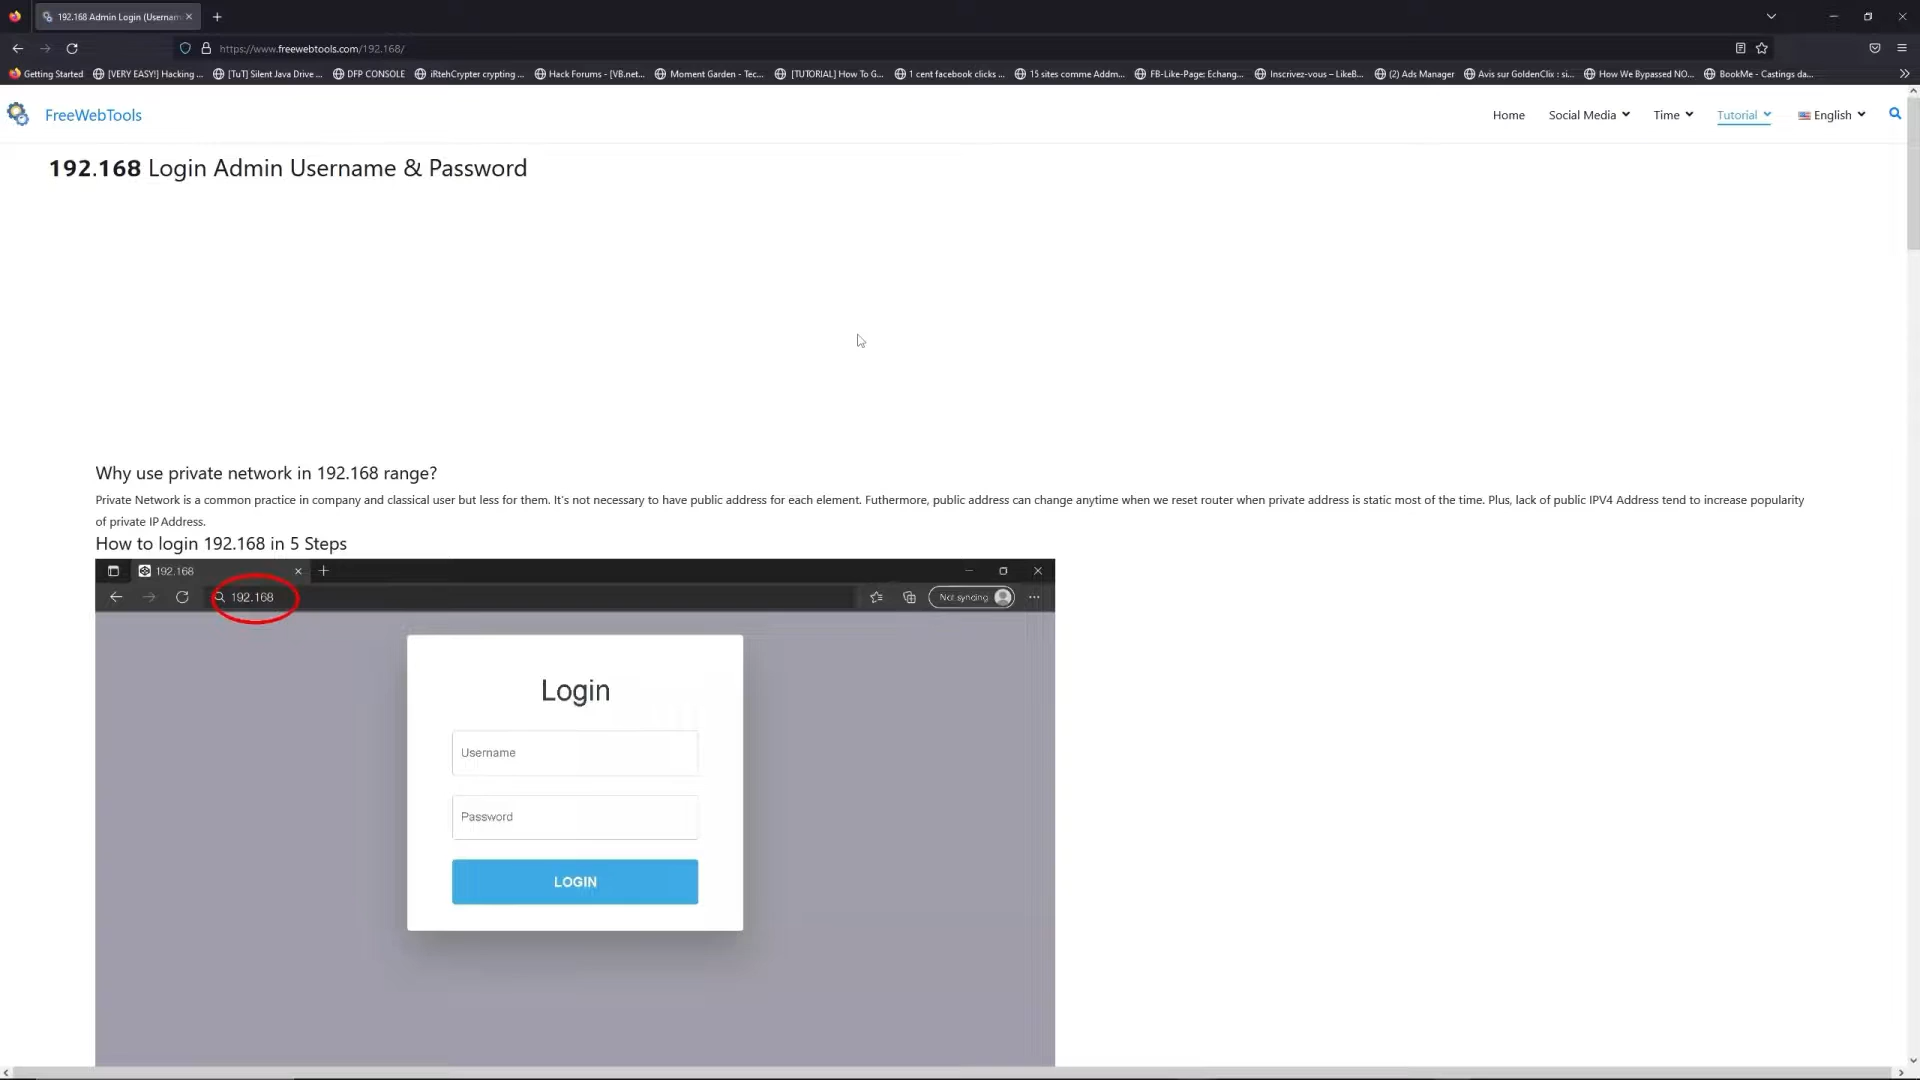 192.168 Admin Login (Usernam
https://www.freewebtools.com/192.168/
Getting Started
[VERY EASY!] Hacking ...
[TuT] Silent Java Drive ...
DFP CONSOLE
iRtehCrypter crypting ...
Hack Forums - [VB.net...
Moment Garden - Tec...
[TUTORIAL] How To G...
1 cent facebook clicks ...
15 sites comme Addm...
FB-Like-Page: Echang...
Inscrivez-vous – LikeB...
(2) Ads Manager
Avis sur GoldenClix : si...
How We Bypassed NO...
BookMe - Castings da...
FreeWebTools
Home
Social Media
Time
Tutorial
English
192.168 Login Admin Username & Password
Why use private network in 192.168 range?
Private Network is a common practice in company and classical user but less for them. It's not necessary to have public address for each element. Futhermore, public address can change anytime when we reset router when private address is static most of the time. Plus, lack of public IPV4 Address tend to increase popularity
of private IP Address.
How to login 192.168 in 5 Steps
192.168
192.168
Not syncing
Login
Username
Password
LOGIN